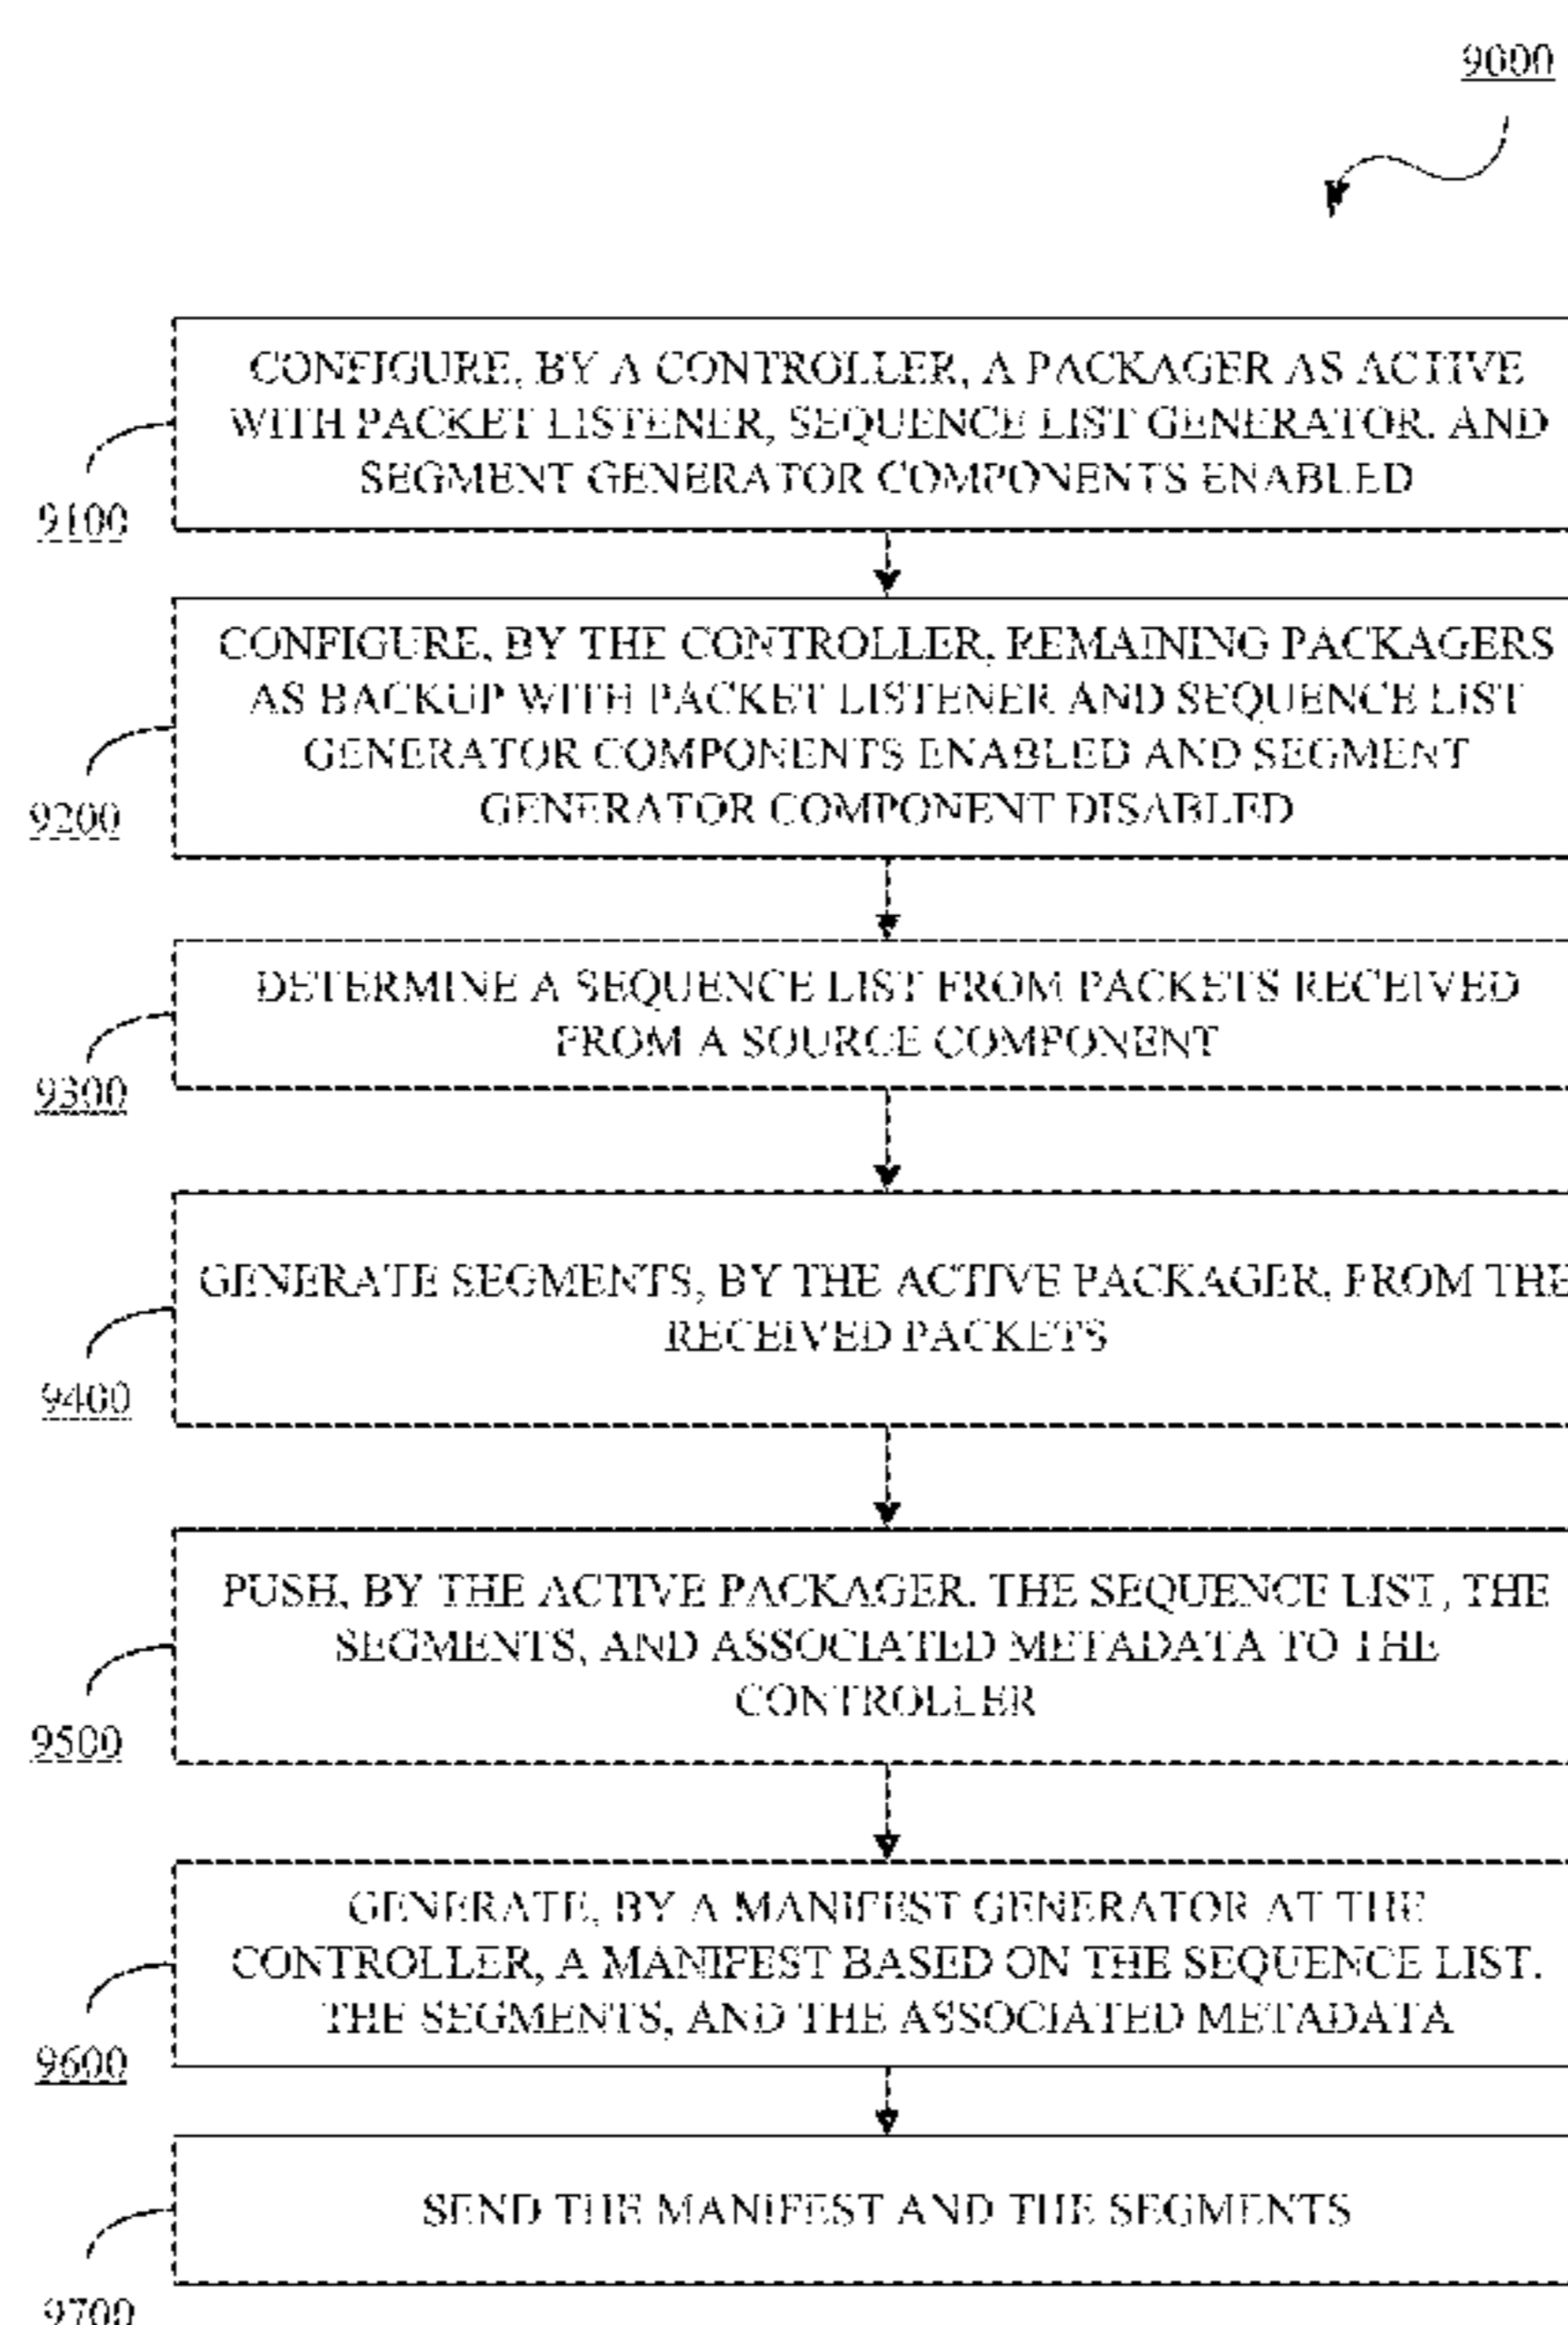 9000
CONFIGURE, BY A CONTROLLER, A PACKAGER AS ACTIVE
WITH PACKET LISTENER, SEQUENCE LIST GENERATOR, AND
SEGMENT GENERATOR COMPONENTS ENABLED
9100
CONFIGURE, BY THE CONTROLLER, REMAINING PACKAGERS
AS BACKUP WITH PACKET LISTENER AND SEQUENCE LIST
GENERATOR COMPONENTS ENABLED AND SEGMENT
GENERATOR COMPONENT DISABLED
9200
DETERMINE A SEQUENCE LIST FROM PACKETS RECEIVED
FROM A SOURCE COMPONENT
9300
GENERATE SEGMENTS, BY THE ACTIVE PACKAGER, FROM THE
RECEIVED PACKETS
9400
PUSH, BY THE ACTIVE PACKAGER, THE SEQUENCE LIST, THE
SEGMENTS, AND ASSOCIATED METADATA TO THE
CONTROLLER
9500
GENERATE, BY A MANIFEST GENERATOR AT THE
CONTROLLER, A MANIFEST BASED ON THE SEQUENCE LIST,
THE SEGMENTS, AND THE ASSOCIATED METADATA
9600
SEND THE MANIFEST AND THE SEGMENTS
9700